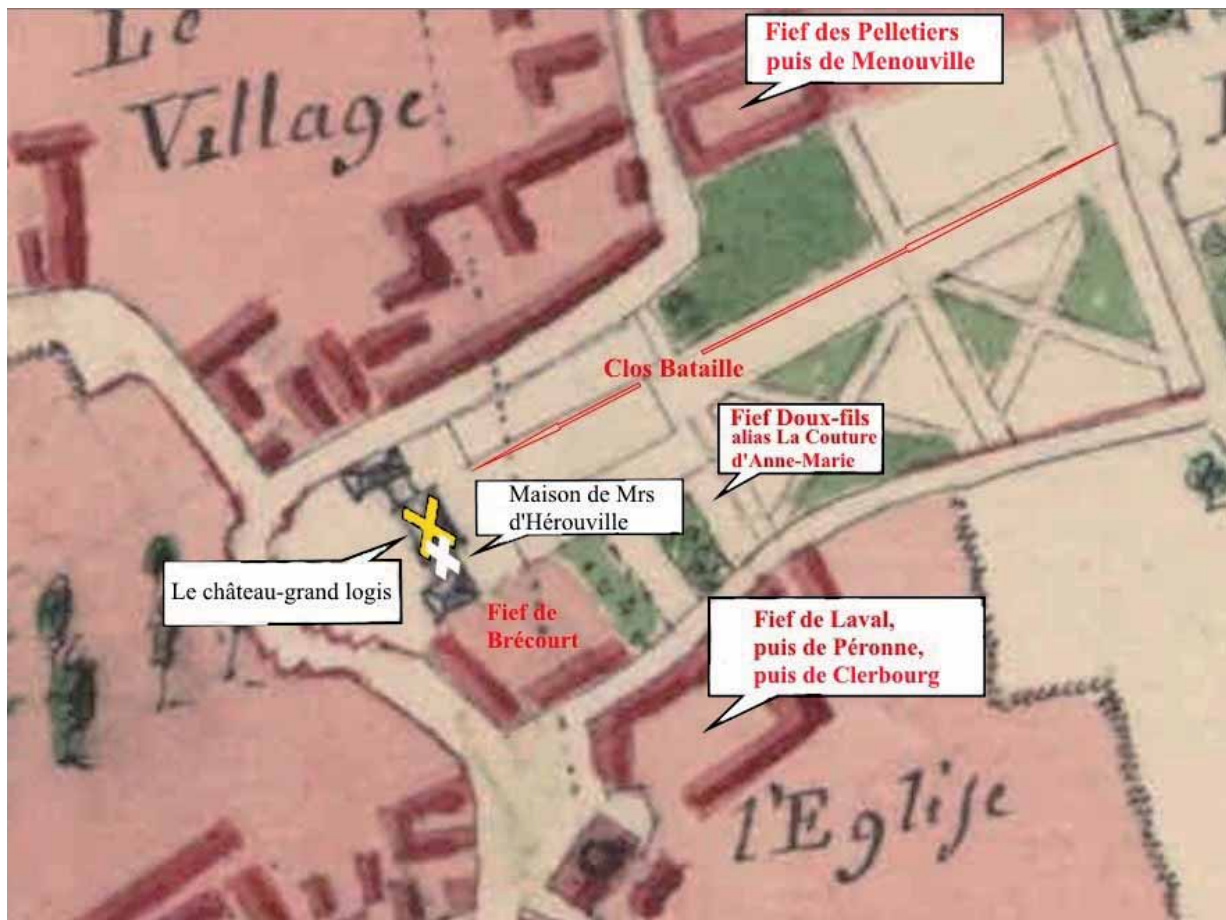 Le
Village
Fief des Pelletiers
puis de Menouville
Clos Bataille
Fief Doux-fils
alias La Couture
d'Anne-Marie
Maison de Mrs
d'Hérouville
Le château-grand logis
Fief de
Brécourt
Fief de Laval,
puis de Péronne,
puis de Clerbourg
l'Eglise